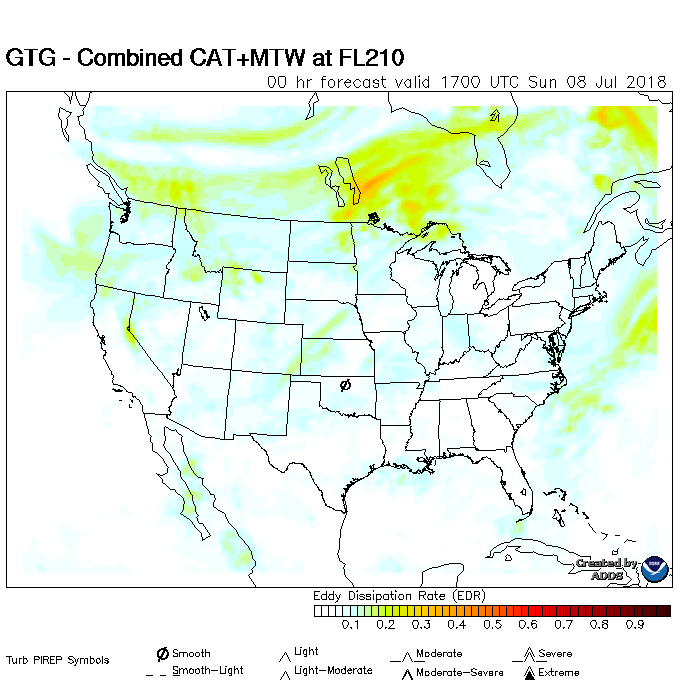 GTG - Combined CAT+MTW at FL210
00 hr forecast valid 1700 UTC Sun 08 Jul 2018
Created by
ADDS
Eddy Dissipation Rate (EDR)
0.1 0.2 0.3 0.4 0.5 0.6 0.7 0.8 0.9
Turb PIREP Symbols
Smooth Light Moderate Severe
Smooth-Light Light-Moderate Moderate-Severe Extreme